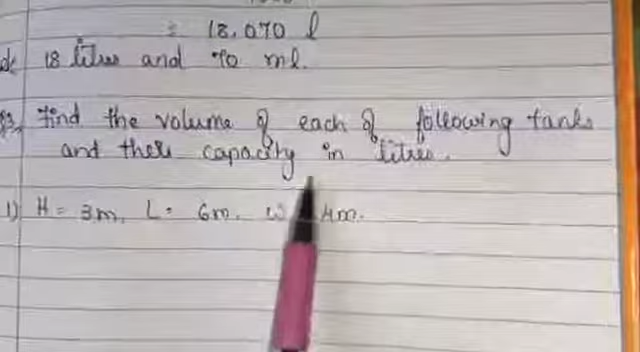 = 18.070 l
18 litres and 70 ml.
Find the volume of each of following tanks
and their capacity in litres.
1) H = 3m, L = 6m, W 4m.